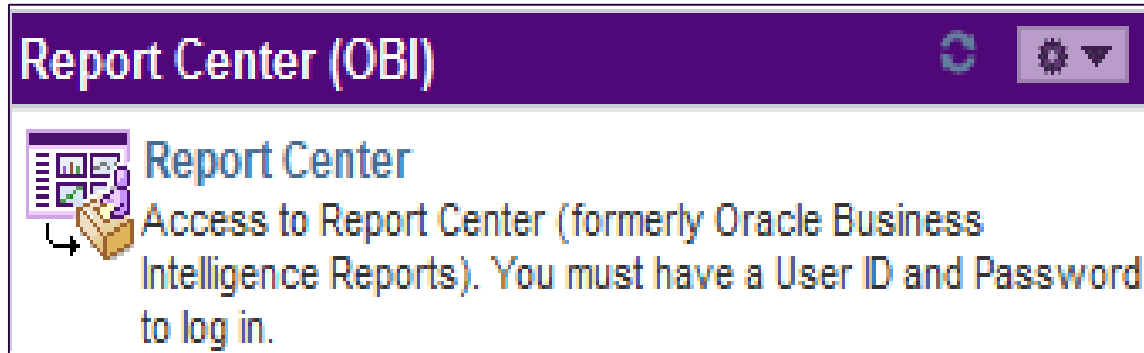 Report Center (OBI)
Report Center
Access to Report Center (formerly Oracle Business
Intelligence Reports). You must have a User ID and Password
to log in.